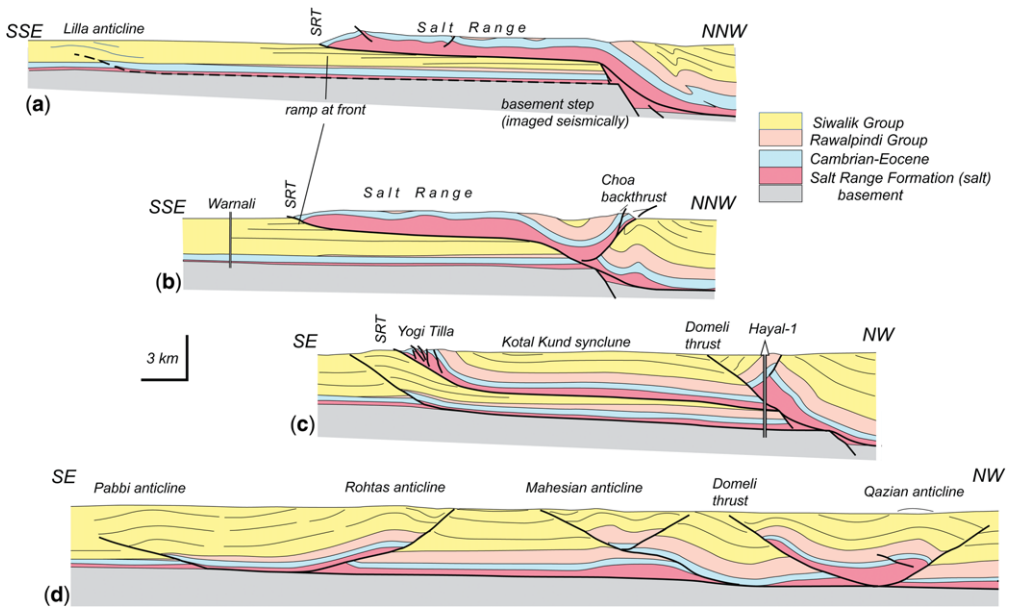 SSE
Lilla anticline
SRT
Salt Range
NNW
(a)
ramp at front
basement step
(imaged seismically)
Siwalik Group
Rawalpindi Group
Cambrian-Eocene
Salt Range Formation (salt)
basement
SSE
Warnali
SRT
Salt Range
Choa
backthrust
NNW
(b)
3 km
SE
SRT
Yogi Tilla
Kotal Kund synclune
Domeli
thrust
Hayal-1
NW
(c)
SE
Pabbi anticline
Rohtas anticline
Mahesian anticline
Domeli
thrust
Qazian anticline
NW
(d)